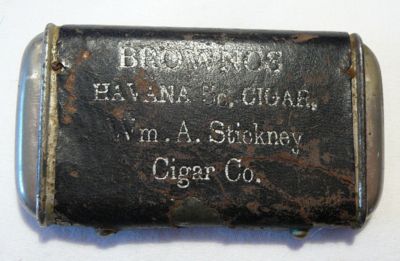 BROWNOS
HAVANA 5c. CIGAR,
Wm. A. Stickney
Cigar Co.